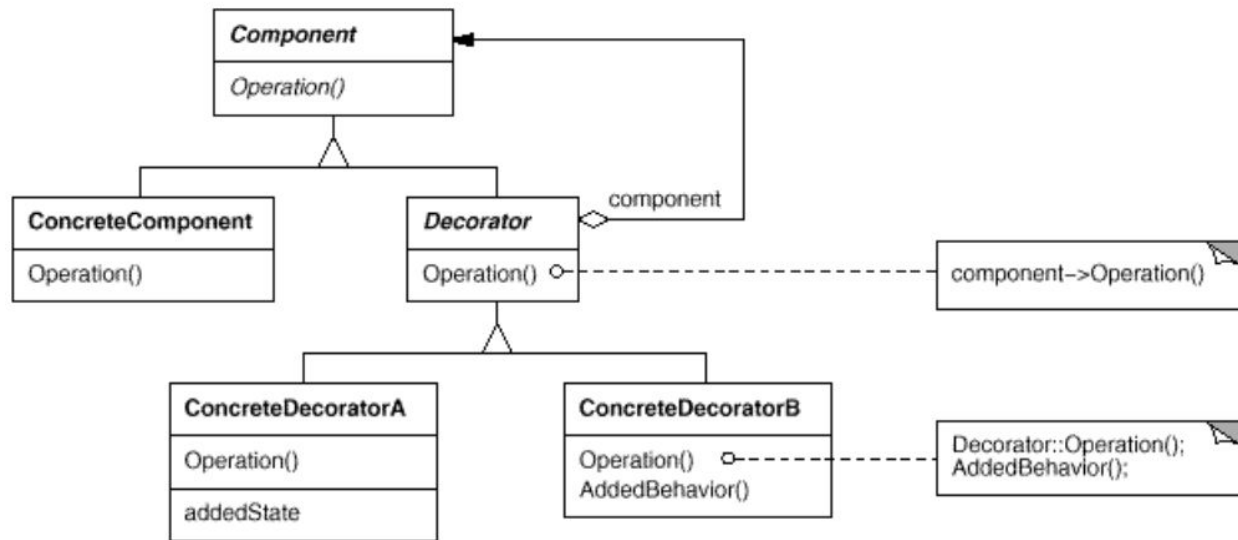 Component
Operation()
component
ConcreteComponent
Operation()
Decorator
Operation()
component->Operation()
ConcreteDecoratorA
Operation()
addedState
ConcreteDecoratorB
Operation()
AddedBehavior()
Decorator::Operation();
AddedBehavior();